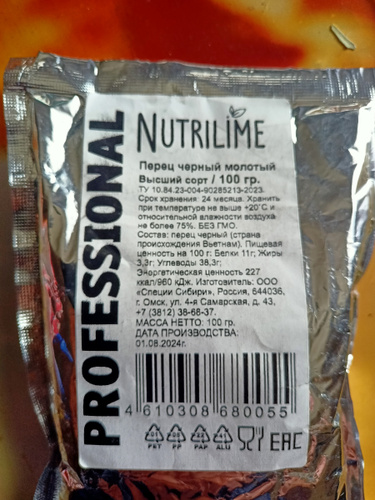 PROFESSIONAL
NUTRILIME
Перец черный молотый
Высший сорт / 100 гр.
ТУ 10.84.23-004-90285213-2023.
Срок хранения: 24 месяца. Хранить
при температуре не выше +20°С и
относительной влажности воздуха
не более 75%. БЕЗ ГМО.
Состав: перец черный (страна
происхождения Вьетнам). Пищевая
ценность на 100 г: Белки 11г; Жиры
3,3г; Углеводы 38,3г;
Энергетическая ценность 227
ккал/960 кДж. Изготовитель: ООО
«Специи Сибири», Россия, 644036,
г. Омск, ул. 4-я Самарская, д. 43,
+7 (3812) 38-68-37.
МАССА НЕТТО: 100 гр.
ДАТА ПРОИЗВОДСТВА:
01.08.2024г.
4 610308 680055
PET PP PAP ALU EAC